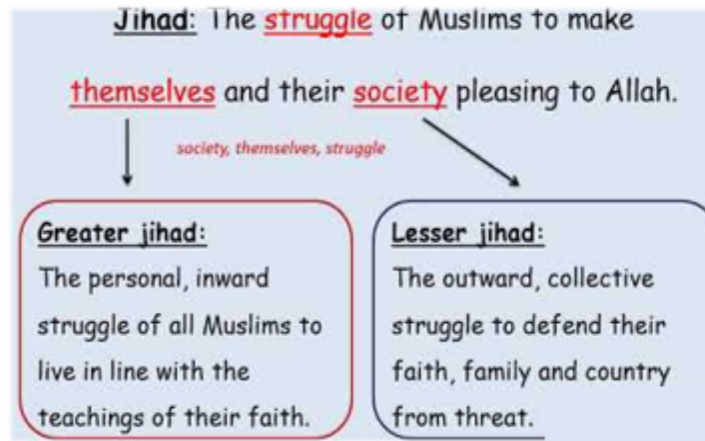 Jihad: The struggle of Muslims to make
themselves and their society pleasing to Allah.
society, themselves, struggle
Greater jihad:
The personal, inward
struggle of all Muslims to
live in line with the
teachings of their faith.
Lesser jihad:
The outward, collective
struggle to defend their
faith, family and country
from threat.